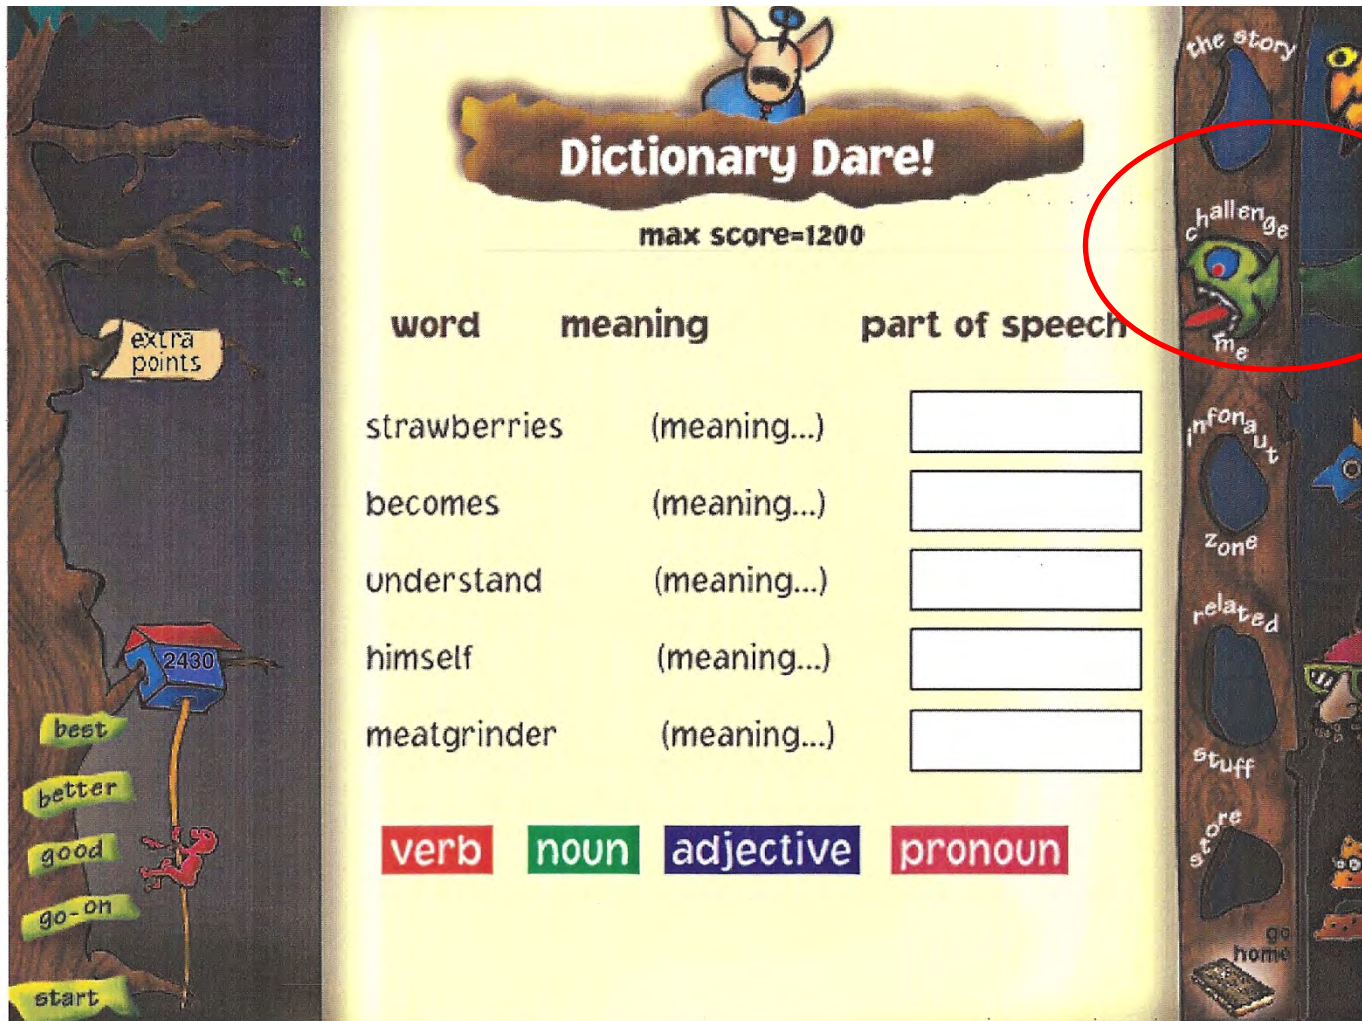 Dictionary Dare!
max score=1200
word meaning part of speech
strawberries (meaning...)
becomes (meaning...)
understand (meaning...)
himself (meaning...)
meatgrinder (meaning...)
verb noun adjective pronoun
extra
points
2430
best
better
good
go-on
start
the story
challenge
me
infonaut
zone
related
stuff
score
go
home